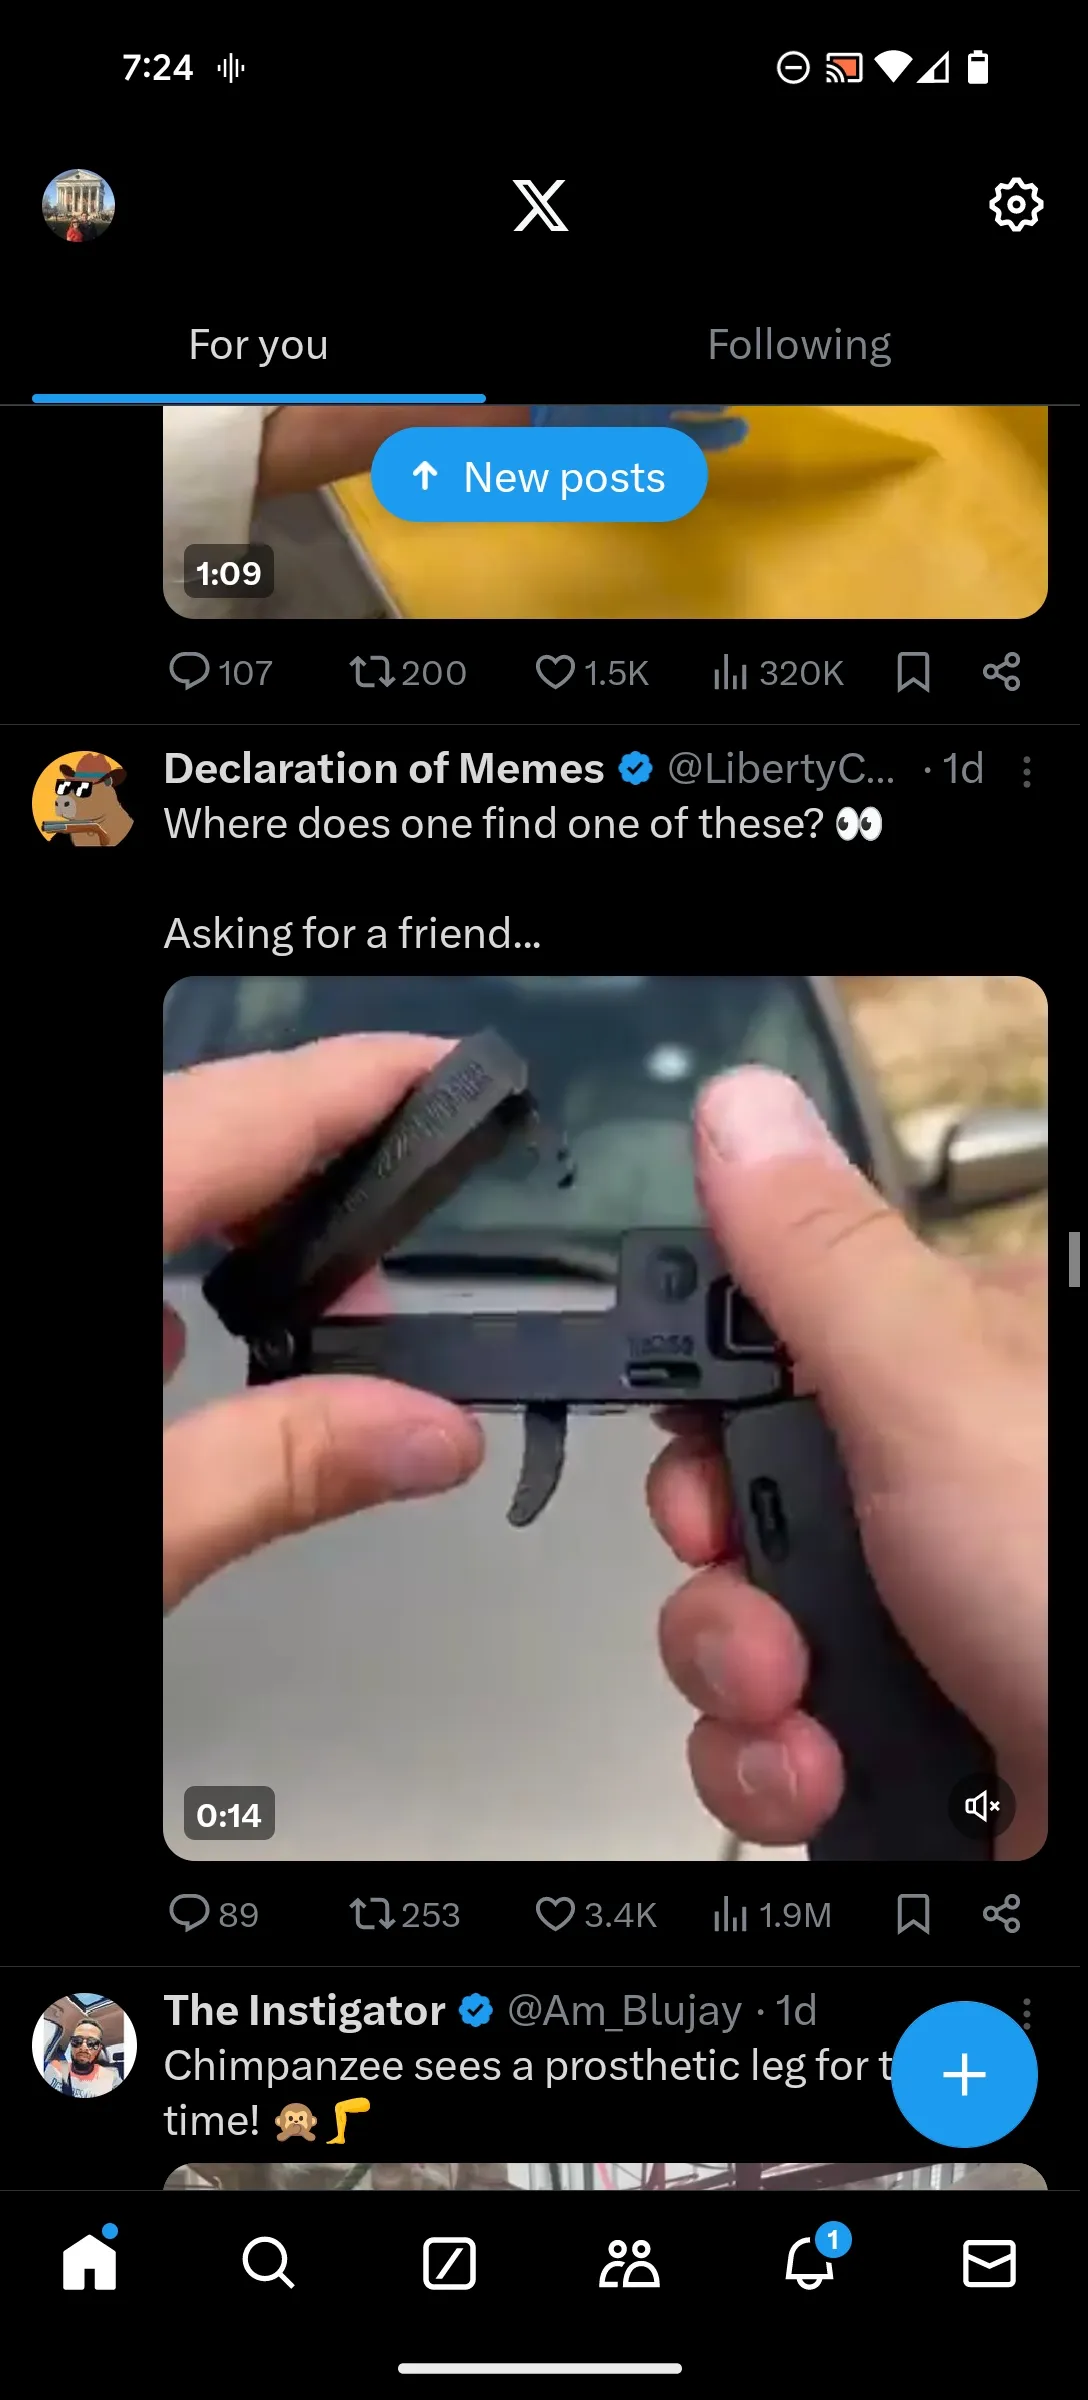 7:24
For you
Following
New posts
1:09
107
200
1.5K
320K
Declaration of Memes @LibertyC... · 1d
Where does one find one of these? 👀
Asking for a friend...
0:14
89
253
3.4K
1.9M
The Instigator @Am_Blujay · 1d
Chimpanzee sees a prosthetic leg for t
time! 🙊🦵
1